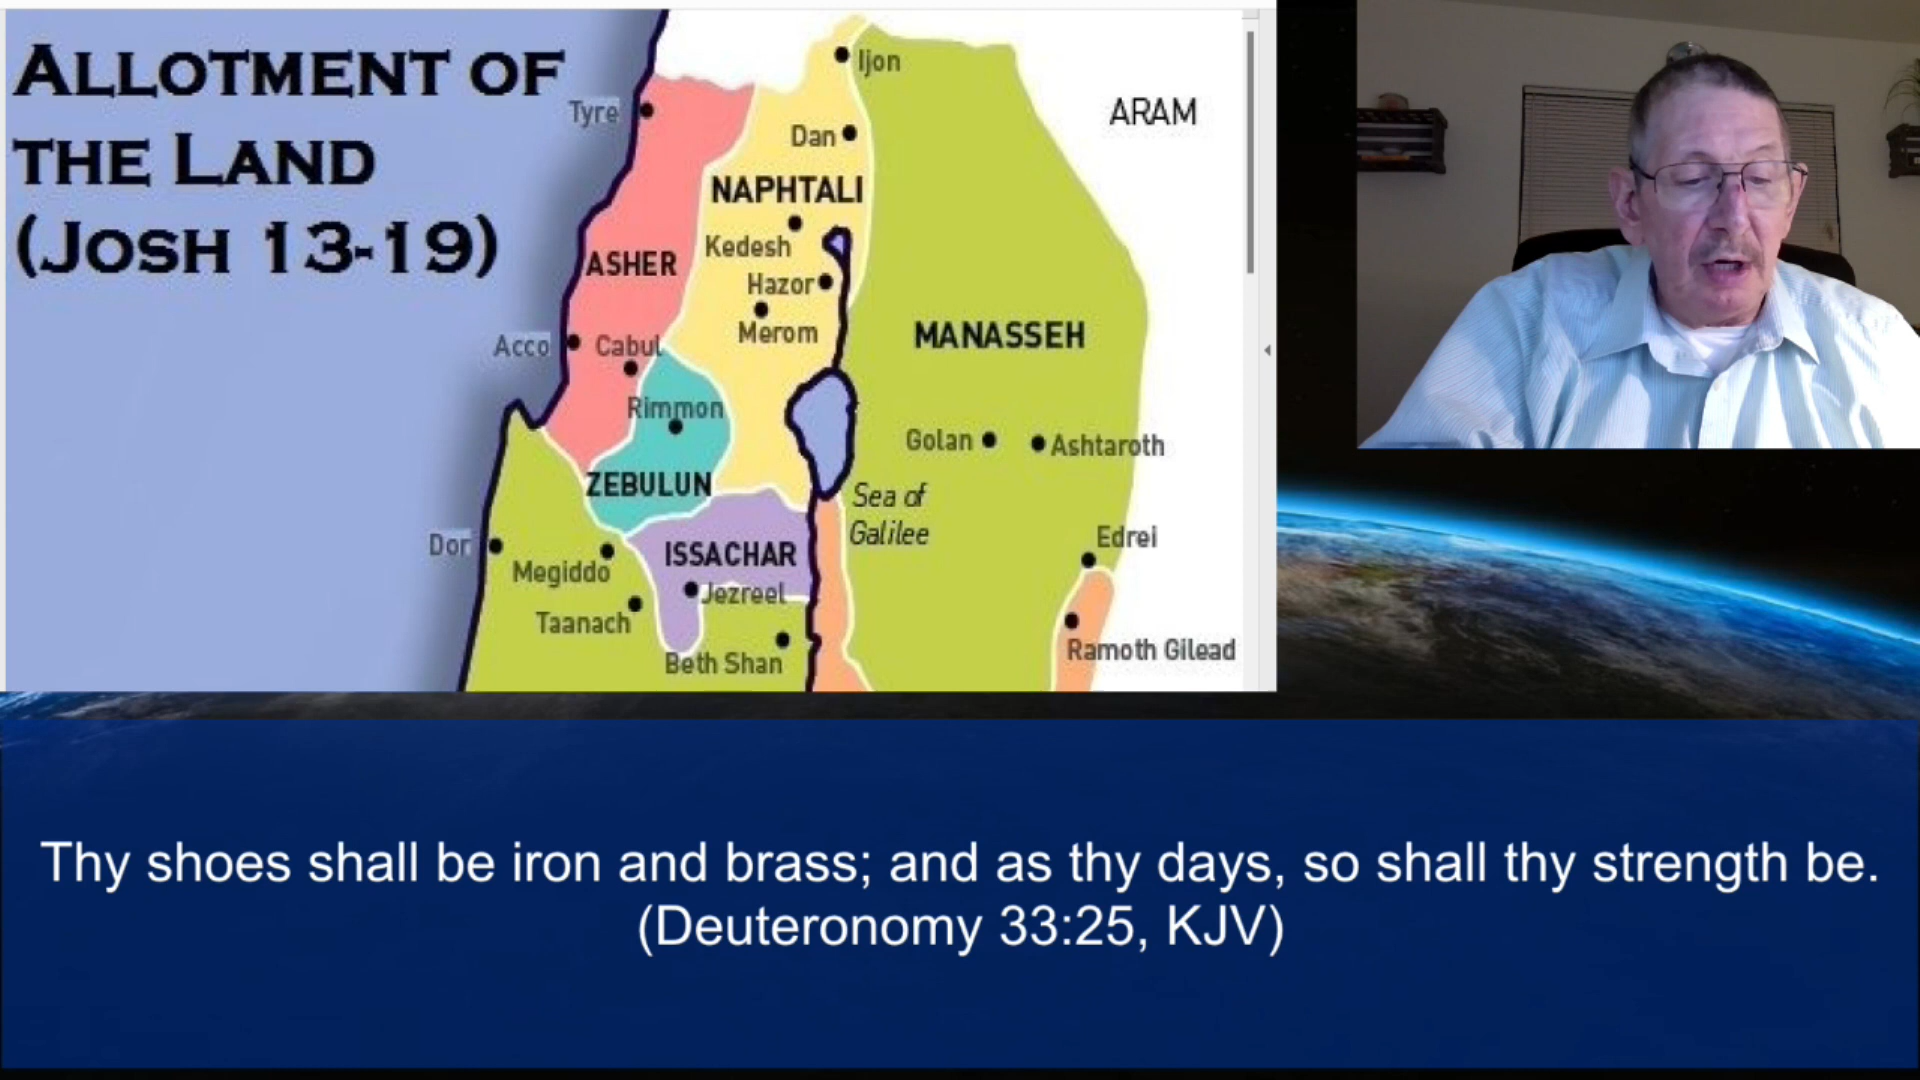 ALLOTMENT OF
THE LAND
(JOSH 13-19)
Ijon
Tyre
ARAM
Dan
NAPHTALI
Kedesh
ASHER
Hazor
Merom
MANASSEH
Acco
Cabul
Rimmon
Golan
Ashtaroth
ZEBULUN
Sea of
Galilee
Dor
Edrei
ISSACHAR
Megiddo
Jezreel
Taanach
Ramoth Gilead
Beth Shan
Thy shoes shall be iron and brass; and as thy days, so shall thy strength be.
(Deuteronomy 33:25, KJV)